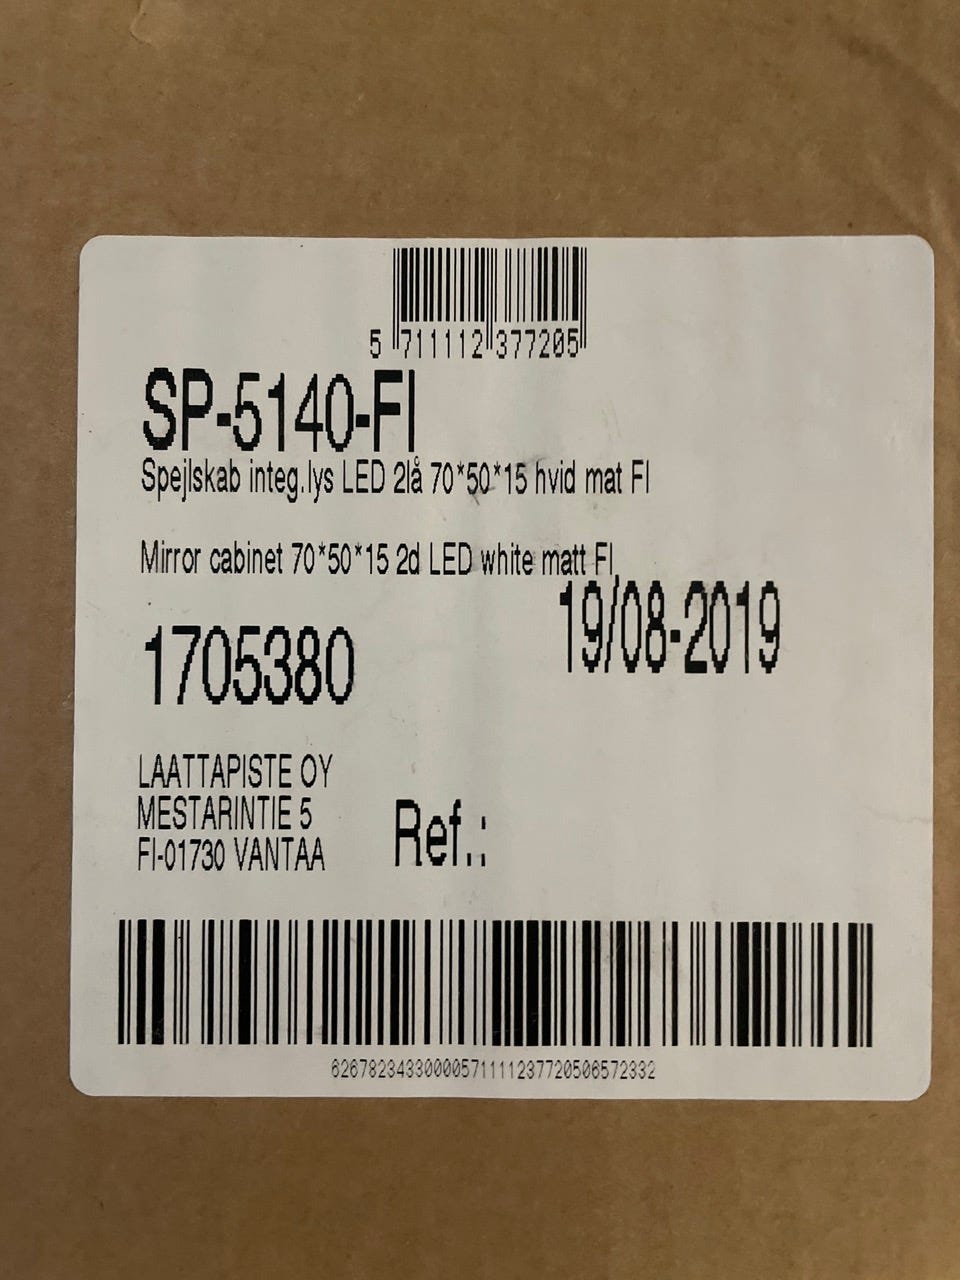 5 711112 377205
SP-5140-FI
Spejlskab integ.lys LED 2lå 70*50*15 hvid mat FI
Mirror cabinet 70*50*15 2d LED white matt FI
19/08-2019
1705380
LAATTAPISTE OY
MESTARINTIE 5
FI-01730 VANTAA
Ref.:
6267823433000057111123772050657​2332